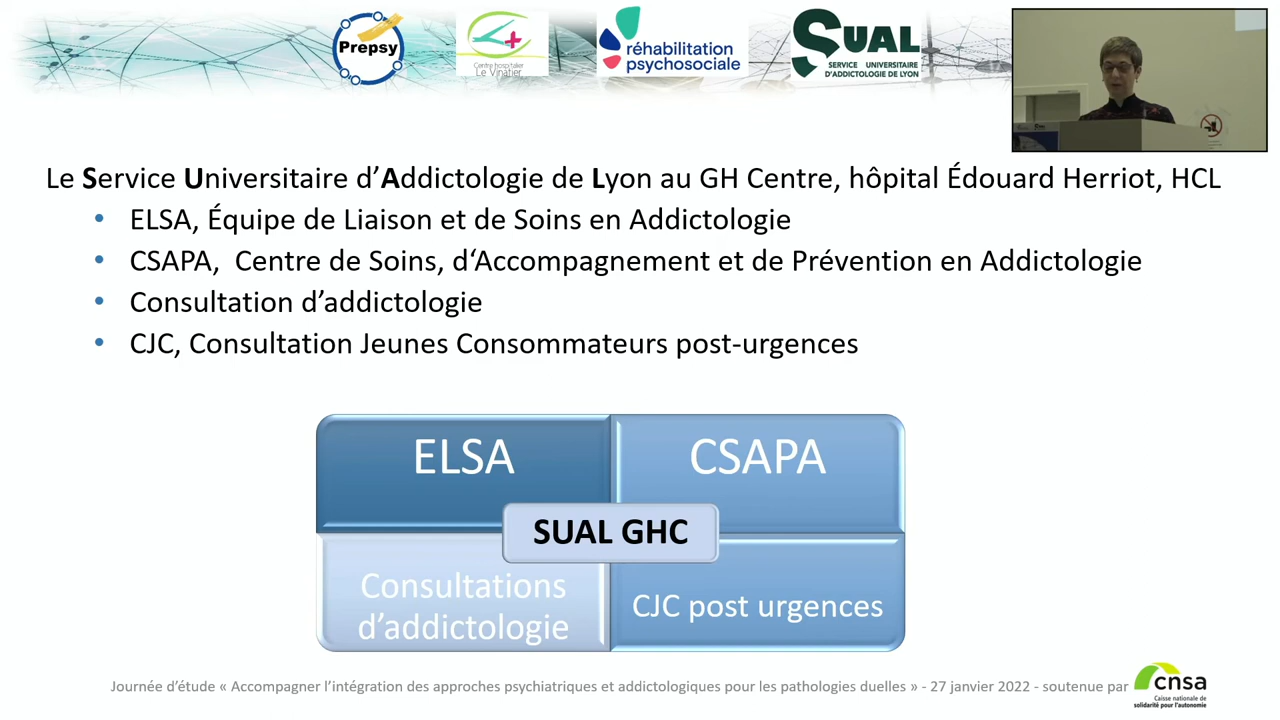 Prepsy
Centre hospitalier
Le Vinatier
réhabilitation
psychosociale
SUAL
SERVICE UNIVERSITAIRE
D'ADDICTOLOGIE DE LYON
Le Service Universitaire d’Addictologie de Lyon au GH Centre, hôpital Édouard Herriot, HCL
• ELSA, Équipe de Liaison et de Soins en Addictologie
• CSAPA, Centre de Soins, d‘Accompagnement et de Prévention en Addictologie
• Consultation d’addictologie
• CJC, Consultation Jeunes Consommateurs post-urgences
ELSA
CSAPA
SUAL GHC
Consultations
d’addictologie
CJC post urgences
Journée d’étude « Accompagner l’intégration des approches psychiatriques et addictologiques pour les pathologies duelles » - 27 janvier 2022 - soutenue par
cnsa
Caisse nationale de
solidarité pour l'autonomie